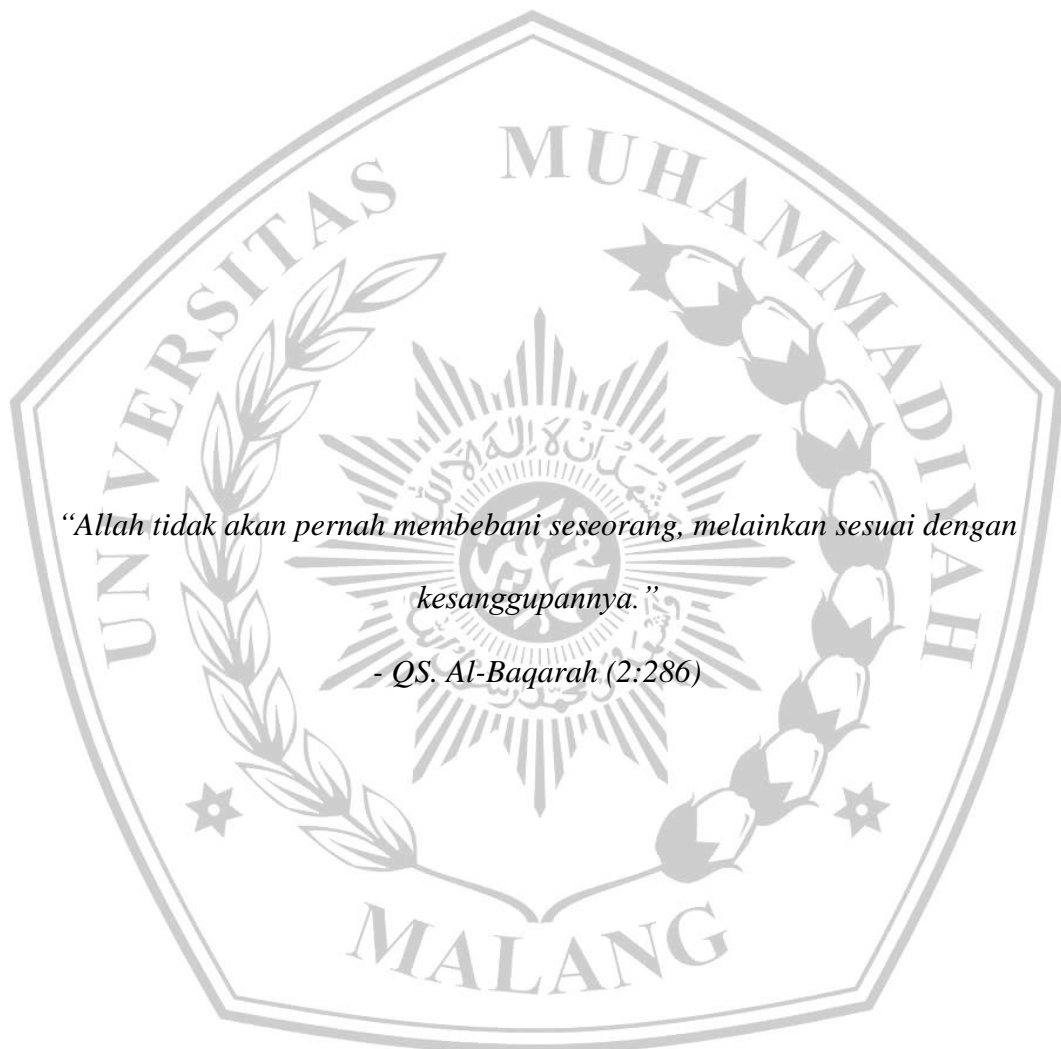 UNIVERSITAS MUHAMMADIYAH
“Allah tidak akan pernah membebani seseorang, melainkan sesuai dengan
kesanggupannya.”
- QS. Al-Baqarah (2:286)
MALANG